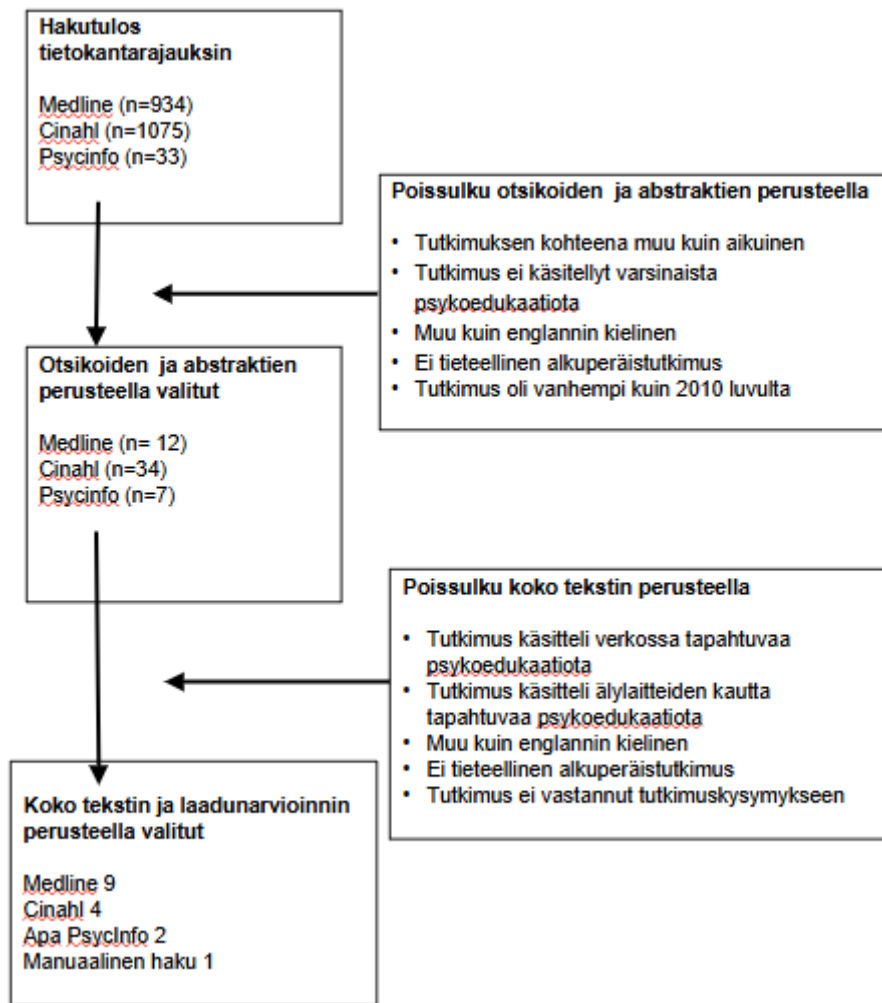 Hakutulos
tietokantarajauksin
Medline (n=934)
Cinahl (n=1075)
Psycinfo (n=33)
Poissulku otsikoiden ja abstraktien perusteella
• Tutkimuksen kohteena muu kuin aikuinen
• Tutkimus ei käsitellyt varsinaista
psykoedukaatiota
• Muu kuin englannin kielinen
• Ei tieteellinen alkuperäistutkimus
• Tutkimus oli vanhempi kuin 2010 luvulta
Otsikoiden ja abstraktien
perusteella valitut
Medline (n= 12)
Cinahl (n=34)
Psycinfo (n=7)
Poissulku koko tekstin perusteella
• Tutkimus käsitteli verkossa tapahtuvaa
psykoedukaatiota
• Tutkimus käsitteli älylaitteiden kautta
tapahtuvaa psykoedukaatiota
• Muu kuin englannin kielinen
• Ei tieteellinen alkuperäistutkimus
• Tutkimus ei vastannut tutkimuskysymykseen
Koko tekstin ja laadunarvioinnin
perusteella valitut
Medline 9
Cinahl 4
Apa PsycInfo 2
Manuaalinen haku 1